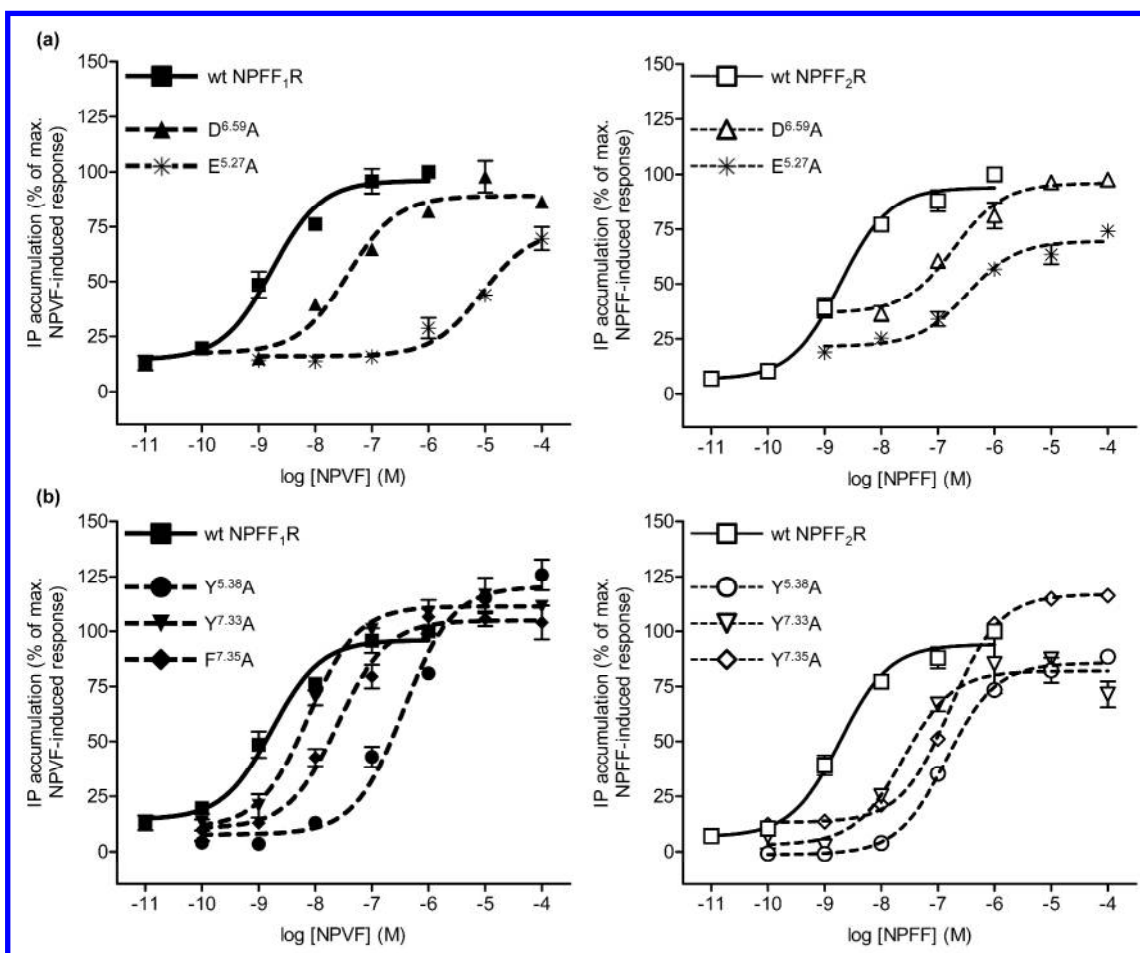 (a)
150
125
100
75
50
25
0
IP accumulation (% of max.
NPVF-induced response)
wt NPFF₁R
D⁶·⁵⁹A
E⁵·²⁷A
-11 -10 -9 -8 -7 -6 -5 -4
log [NPVF] (M)
150
125
100
75
50
25
0
IP accumulation (% of max.
NPFF-induced response)
wt NPFF₂R
D⁶·⁵⁹A
E⁵·²⁷A
-11 -10 -9 -8 -7 -6 -5 -4
log [NPFF] (M)
(b)
150
125
100
75
50
25
0
IP accumulation (% of max.
NPVF-induced response)
wt NPFF₁R
Y⁵·³⁸A
Y⁷·³³A
F⁷·³⁵A
-11 -10 -9 -8 -7 -6 -5 -4
log [NPVF] (M)
150
125
100
75
50
25
0
IP accumulation (% of max.
NPFF-induced response)
wt NPFF₂R
Y⁵·³⁸A
Y⁷·³³A
Y⁷·³⁵A
-11 -10 -9 -8 -7 -6 -5 -4
log [NPFF] (M)